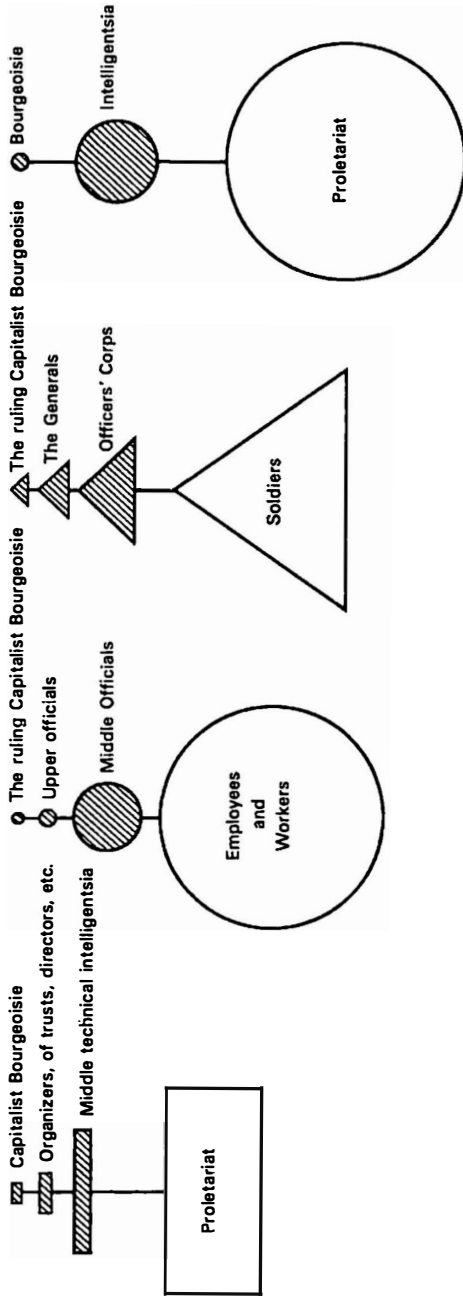 Capitalist Bourgeoisie
Organizers, of trusts, directors, etc.
Middle technical intelligentsia
Proletariat
The ruling Capitalist Bourgeoisie
Upper officials
Middle Officials
Employees
and
Workers
The ruling Capitalist Bourgeoisie
The Generals
Officers' Corps
Soldiers
Bourgeoisie
Intelligentsia
Proletariat